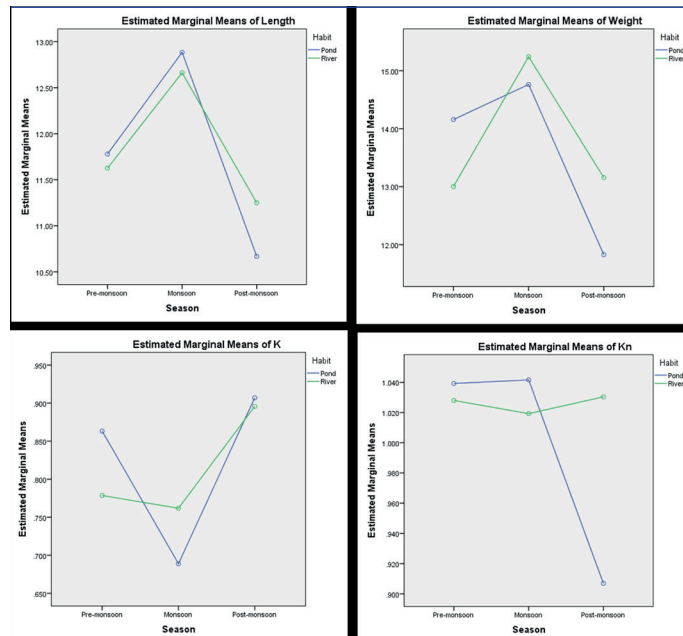 Estimated Marginal Means of Length
Habit
Pond
River
Estimated Marginal Means
13.00
12.50
12.00
11.50
11.00
10.50
Pre-monsoon Monsoon Post-monsoon
Season
Estimated Marginal Means of Weight
Habit
Pond
River
Estimated Marginal Means
15.00
14.00
13.00
12.00
Pre-monsoon Monsoon Post-monsoon
Season
Estimated Marginal Means of K
Habit
Pond
River
Estimated Marginal Means
.950
.900
.850
.800
.750
.700
.650
Pre-monsoon Monsoon Post-monsoon
Season
Estimated Marginal Means of Kn
Habit
Pond
River
Estimated Marginal Means
1.040
1.020
1.000
.980
.960
.940
.920
.900
Pre-monsoon Monsoon Post-monsoon
Season